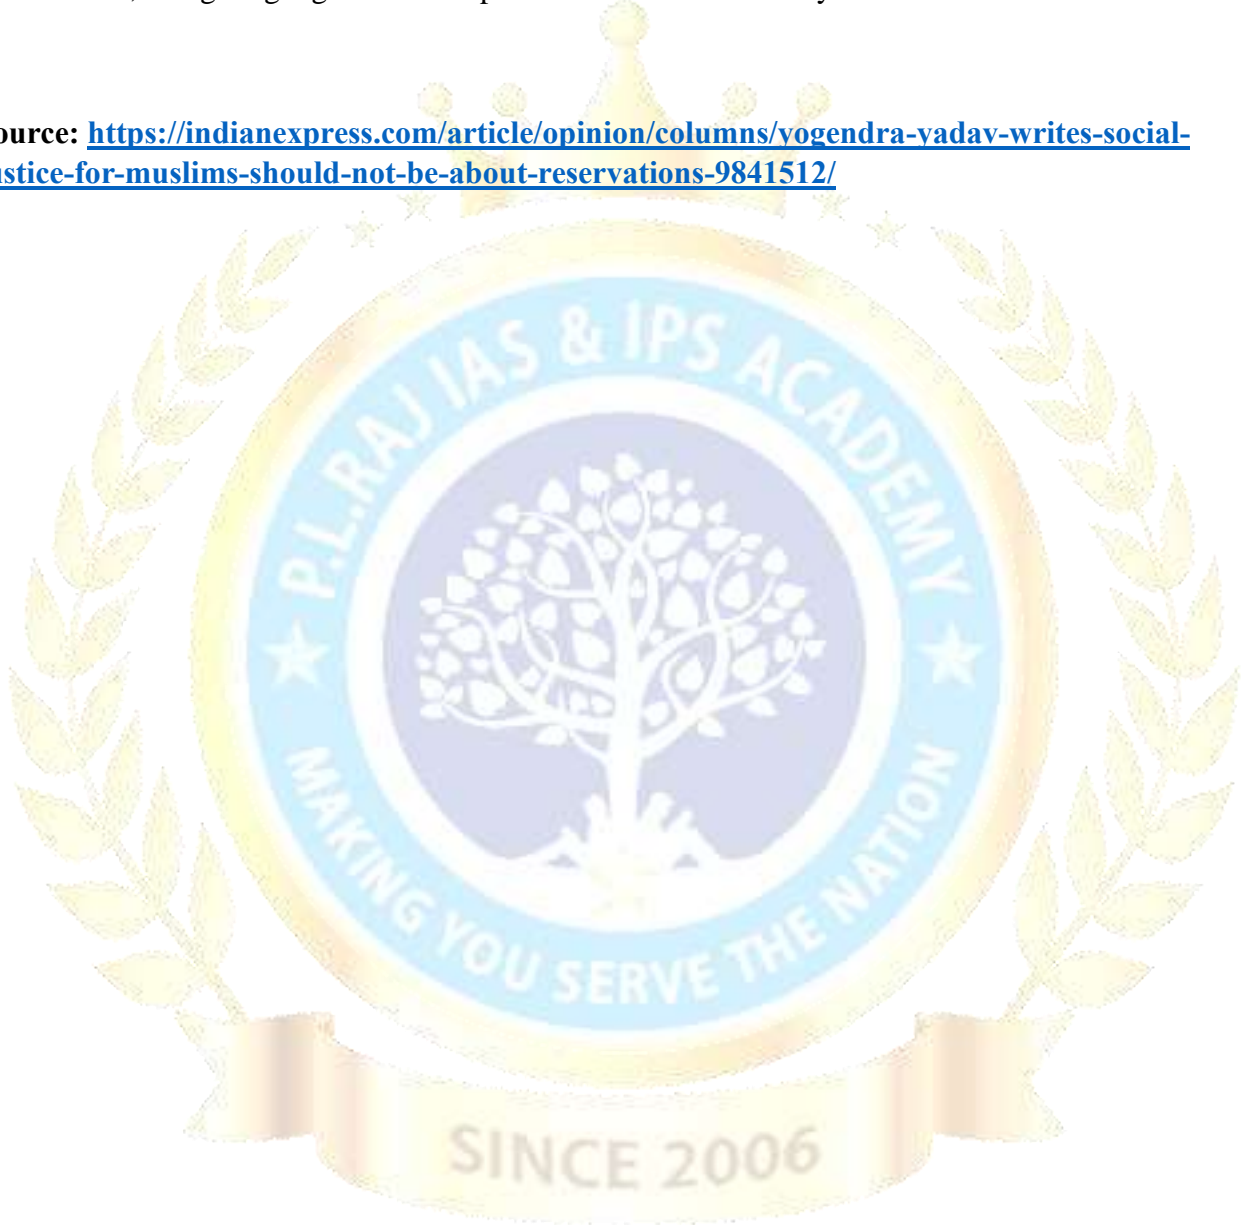 ource: https://indianexpress.com/article/opinion/columns/yogendra-yadav-writes-social-
ustice-for-muslims-should-not-be-about-reservations-9841512/
P.L.RAJ IAS & IPS ACADEMY
MAKING YOU SERVE THE NATION
SINCE 2006